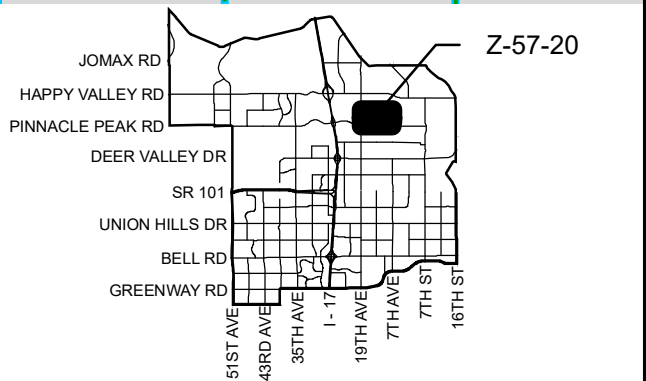 Z-57-20
JOMAX RD
HAPPY VALLEY RD
PINNACLE PEAK RD
DEER VALLEY DR
SR 101
UNION HILLS DR
BELL RD
GREENWAY RD
51ST AVE
43RD AVE
35TH AVE
I - 17
19TH AVE
7TH AVE
7TH ST
16TH ST